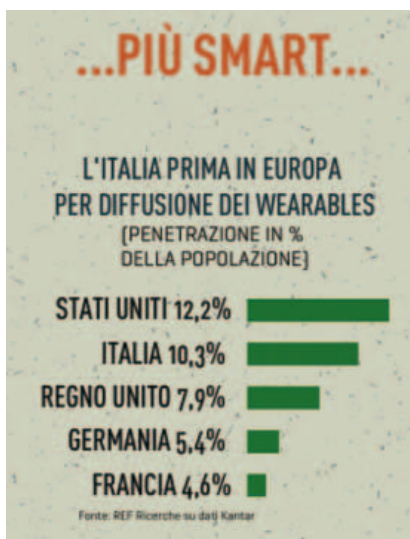 ...PIÙ SMART...
L'ITALIA PRIMA IN EUROPA
PER DIFFUSIONE DEI WEARABLES
(PENETRAZIONE IN %
DELLA POPOLAZIONE)
STATI UNITI 12,2%
ITALIA 10,3%
REGNO UNITO 7,9%
GERMANIA 5,4%
FRANCIA 4,6%
Fonte: REF Ricerche su dati Kantar